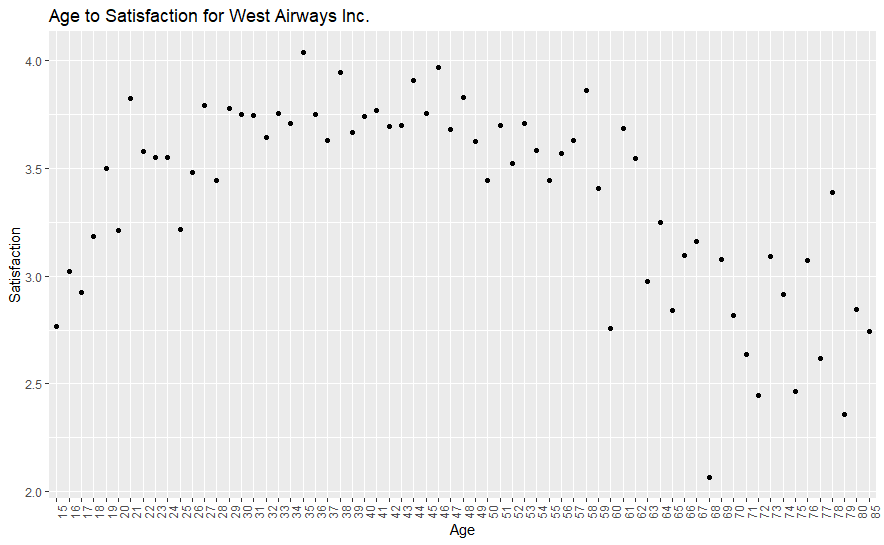 Age to Satisfaction for West Airways Inc.
4.0
3.5
3.0
2.5
2.0
Satisfaction
15 16 17 18 19 20 21 22 23 24 25 26 27 28 29 30 31 32 33 34 35 36 37 38 39 40 41 42 43 44 45 46 47 48 49 50 51 52 53 54 55 56 57 58 59 60 61 62 63 64 65 66 67 68 69 70 71 72 73 74 75 76 77 78 79 80 85
Age